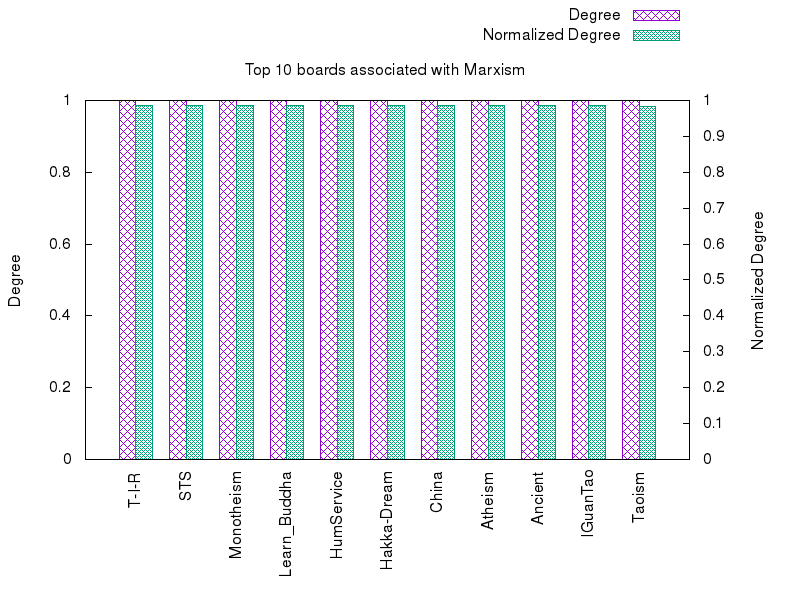 Degree
Normalized Degree
Top 10 boards associated with Marxism
1
0.8
0.6
0.4
0.2
0
Degree
1
0.9
0.8
0.7
0.6
0.5
0.4
0.3
0.2
0.1
0
Normalized Degree
T-I-R
STS
Monotheism
Learn_Buddha
HumService
Hakka-Dream
China
Atheism
Ancient
IGuanTao
Taoism